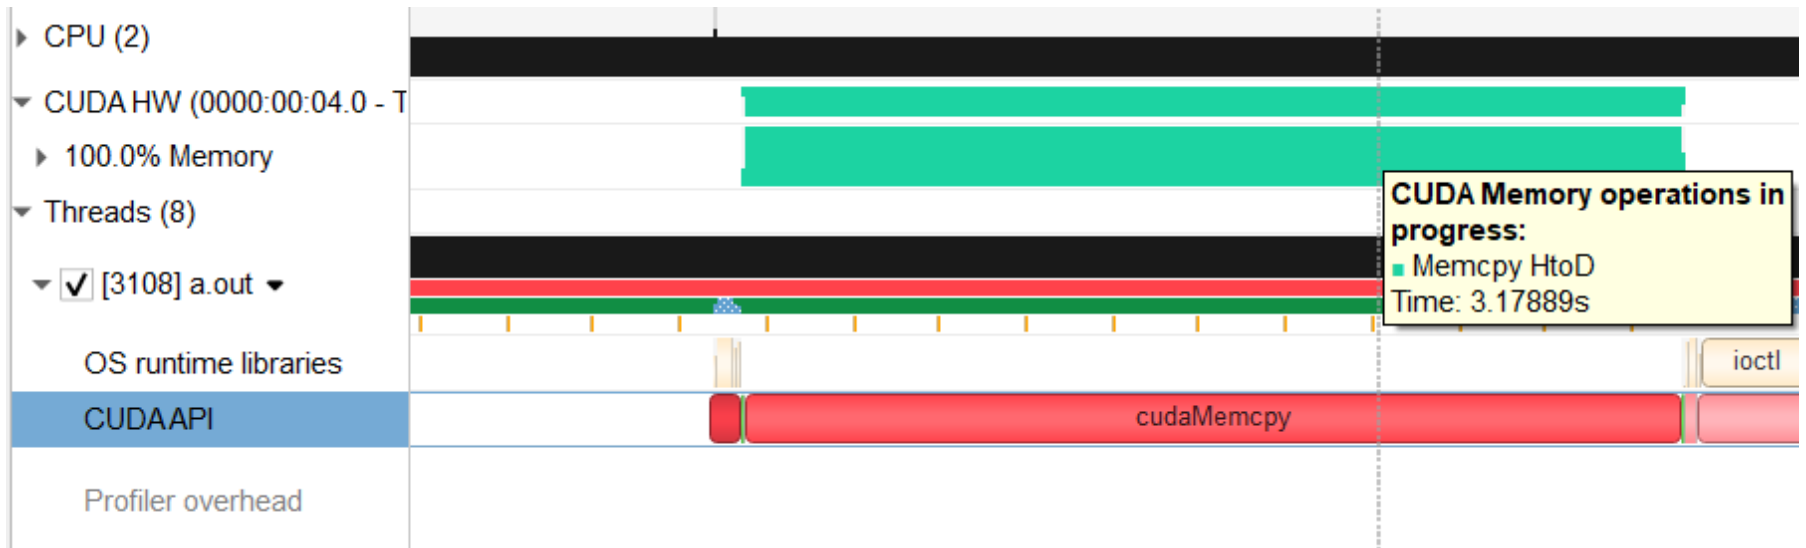 CPU (2)
CUDA HW (0000:00:04.0 - T
100.0% Memory
Threads (8)
[3108] a.out
OS runtime libraries
CUDA API
Profiler overhead
CUDA Memory operations in
progress:
Memcpy HtoD
Time: 3.17889s
ioctl
cudaMemcpy